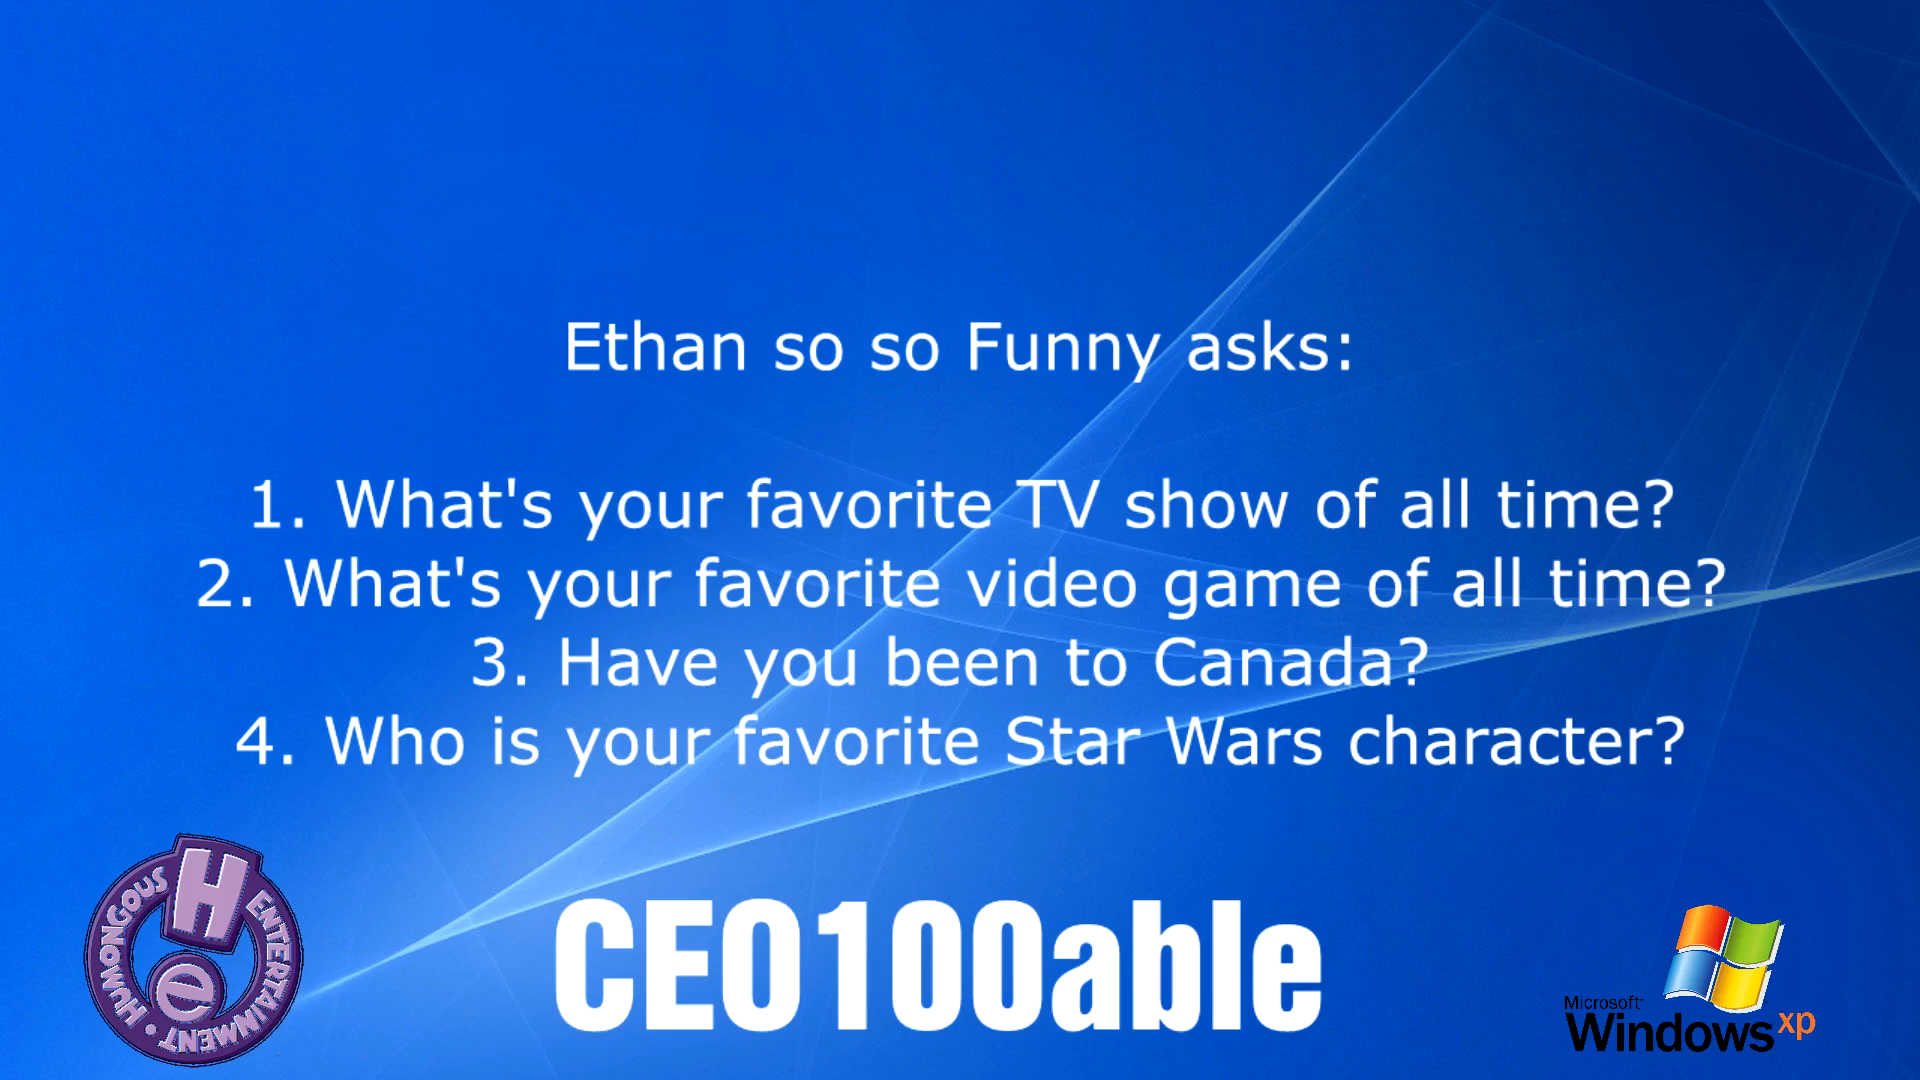 Ethan so so Funny asks:
1. What's your favorite TV show of all time?
2. What's your favorite video game of all time?
3. Have you been to Canada?
4. Who is your favorite Star Wars character?
HUMONGOUS
ENTERTAINMENT
He
CEO100able
Microsoft
Windows xp